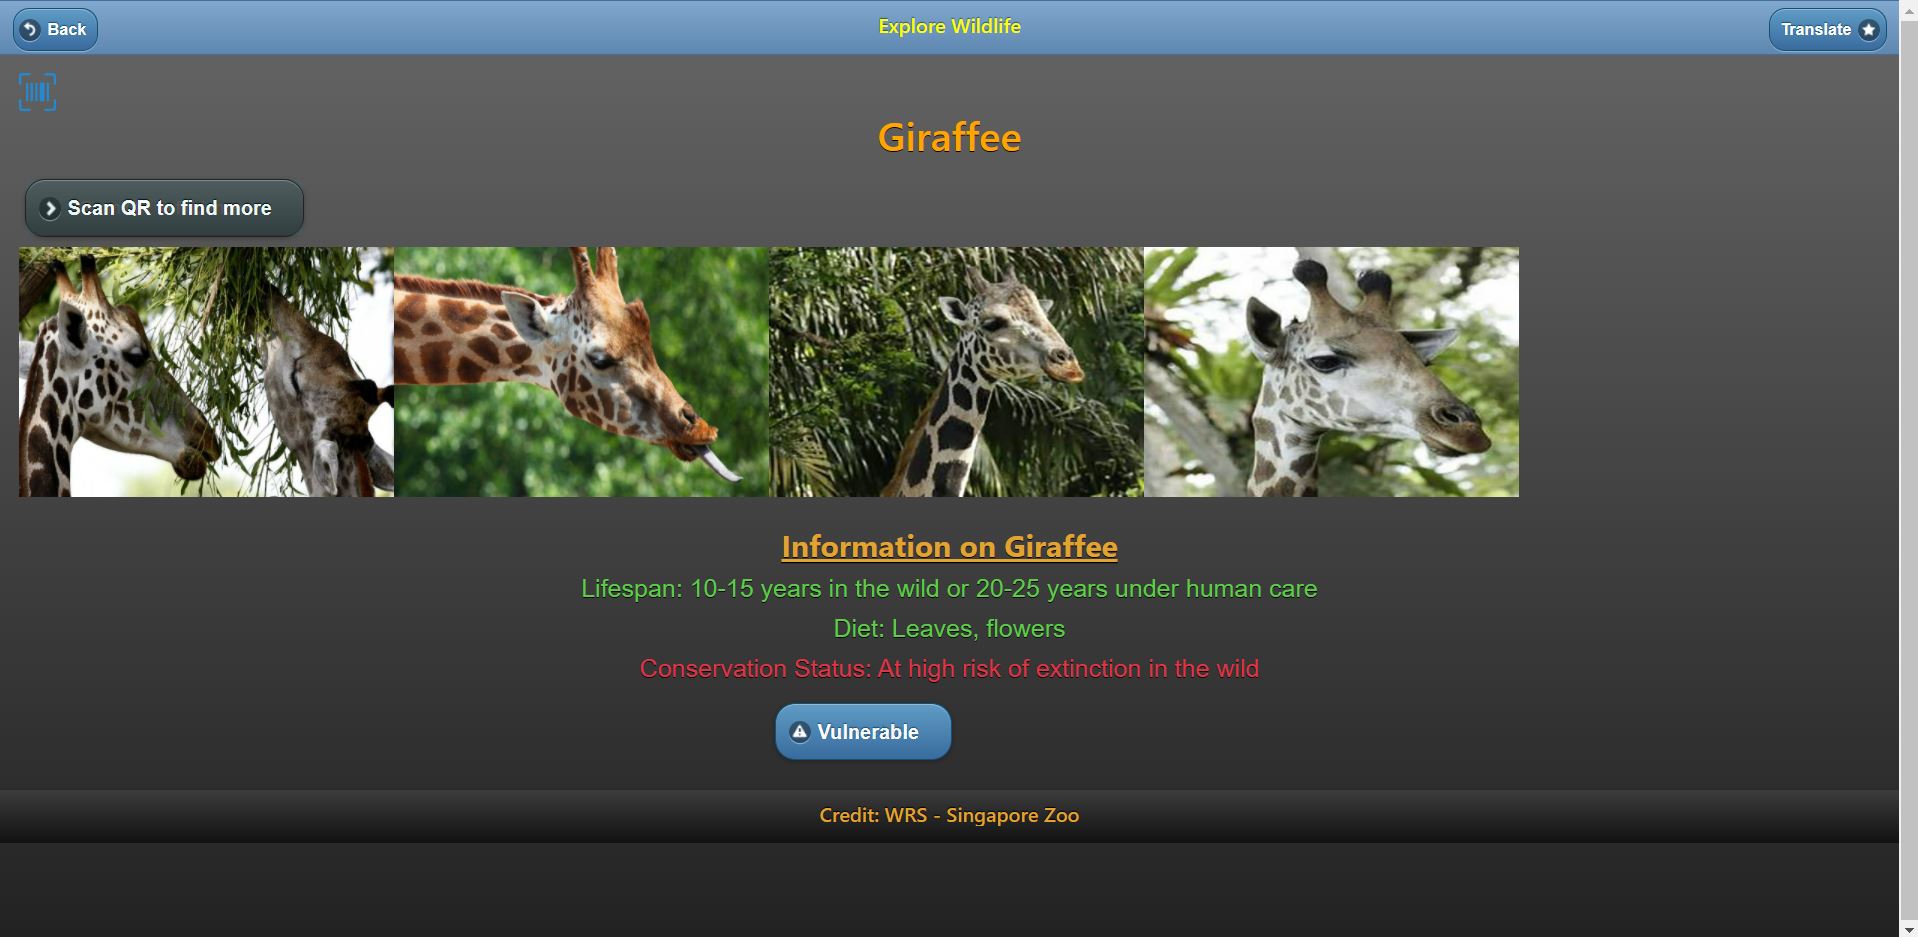 Back
Explore Wildlife
Translate
Giraffee
Scan QR to find more
Information on Giraffee
Lifespan: 10-15 years in the wild or 20-25 years under human care
Diet: Leaves, flowers
Conservation Status: At high risk of extinction in the wild
Vulnerable
Credit: WRS - Singapore Zoo